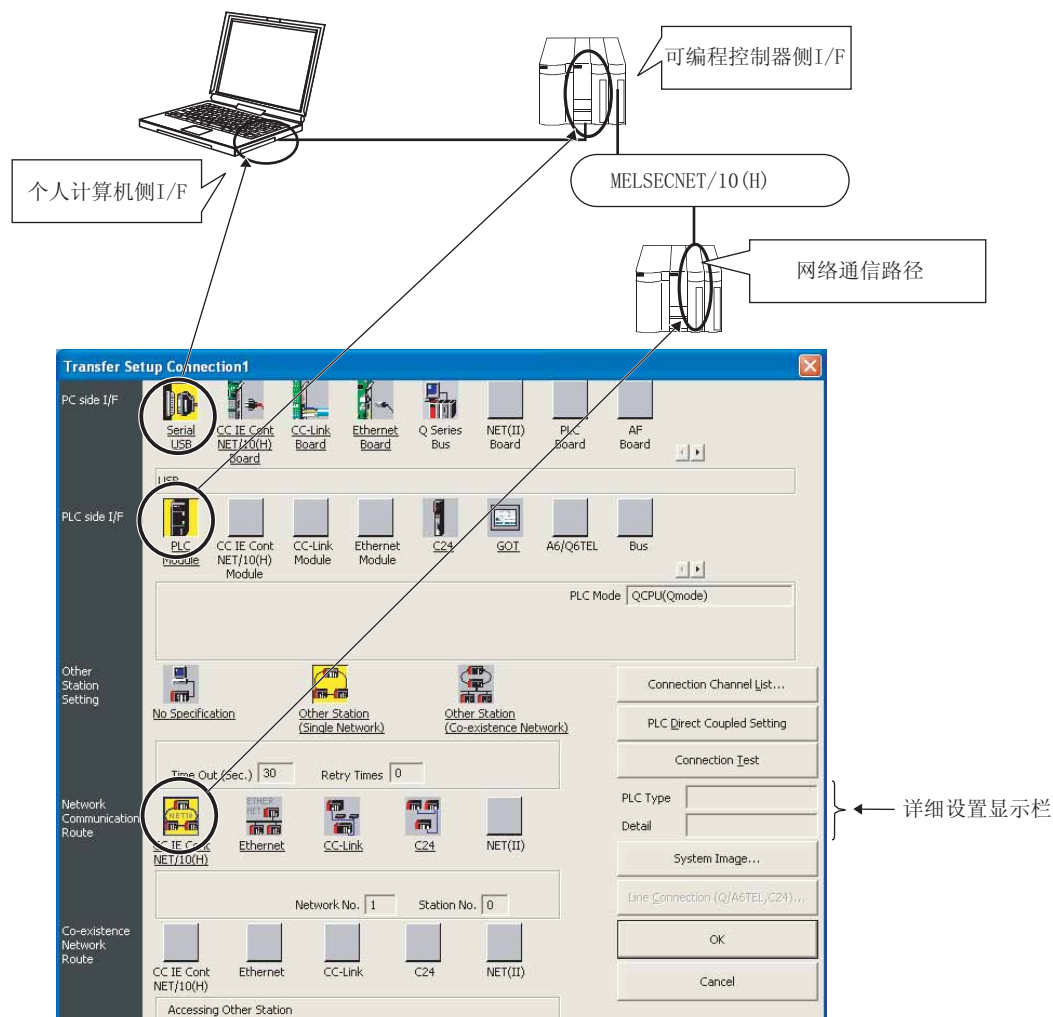 可编程控制器侧I/F
个人计算机侧I/F
MELSECNET/10(H)
网络通信路径
Transfer Setup Connection1
PC side I/F
Serial
USB
CC IE Cont
NET/10(H)
Board
CC-Link
Board
Ethernet
Board
Q Series
Bus
NET(II)
Board
PLC
Board
AF
Board
USB
PLC side I/F
PLC
Module
CC IE Cont
NET/10(H)
Module
CC-Link
Module
Ethernet
Module
C24
GOT
A6/Q6TEL
Bus
PLC Mode QCPU(Qmode)
Other
Station
Setting
No Specification
Other Station
(Single Network)
Other Station
(Co-existence Network)
Time Out (Sec.) 30 Retry Times 0
Connection Channel List...
PLC Direct Coupled Setting
Connection Test
PLC Type
Detail
详细设置显示栏
System Image...
Line Connection (Q/A6TEL,C24)...
OK
Cancel
Network
Communication
Route
NET10
CC IE Cont
NET/10(H)
ETHER
NET
Ethernet
CC-Link
C24
NET(II)
Network No. 1 Station No. 0
Co-existence
Network
Route
CC IE Cont
NET/10(H)
Ethernet
CC-Link
C24
NET(II)
Accessing Other Station